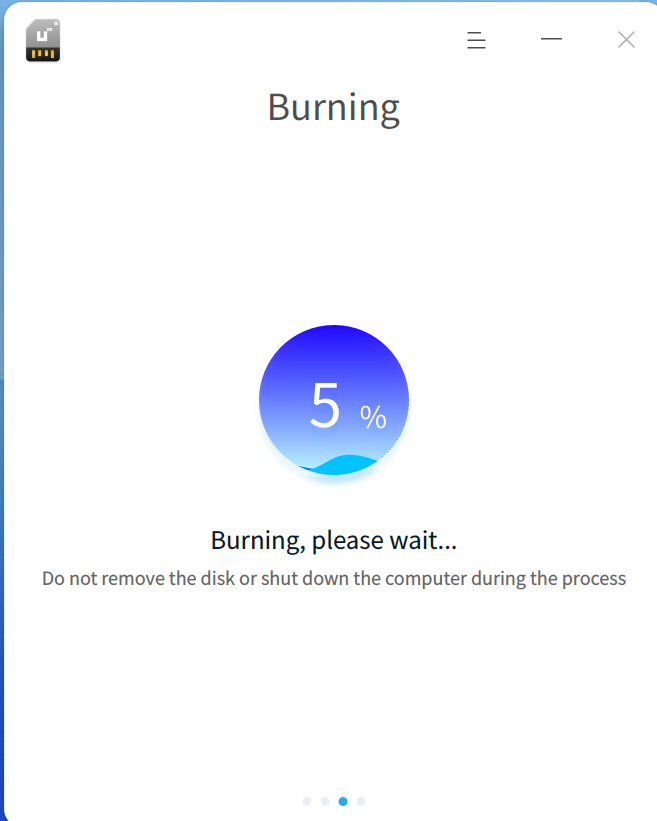 Burning
5 %
Burning, please wait...
Do not remove the disk or shut down the computer during the process